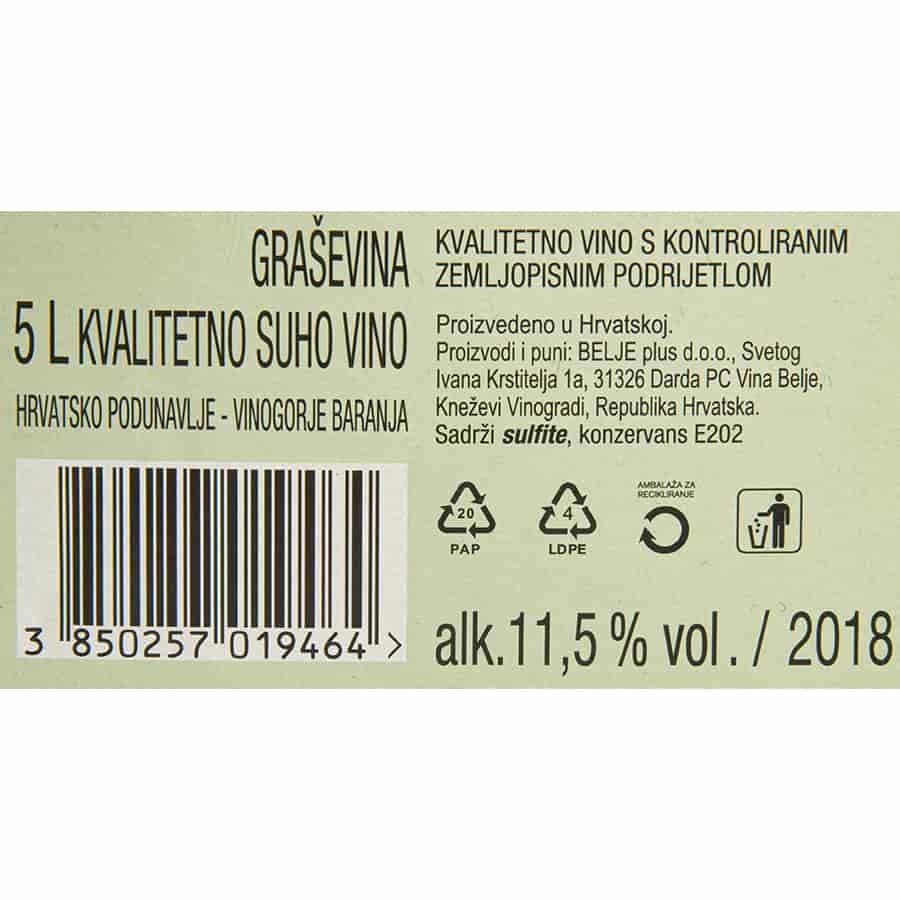 GRAŠEVINA
5 L KVALITETNO SUHO VINO
HRVATSKO PODUNAVLJE - VINOGORJE BARANJA
3 850257 019464 >
KVALITETNO VINO S KONTROLIRANIM
ZEMLJOPISNIM PODRIJETLOM
Proizvedeno u Hrvatskoj.
Proizvodi i puni: BELJE plus d.o.o., Svetog
Ivana Krstitelja 1a, 31326 Darda PC Vina Belje,
Kneževi Vinogradi, Republika Hrvatska.
Sadrži sulfite, konzervans E202
20
PAP
4
LDPE
AMBALAŽA ZA
RECIKLIRANJE
alk.11,5 % vol . / 2018